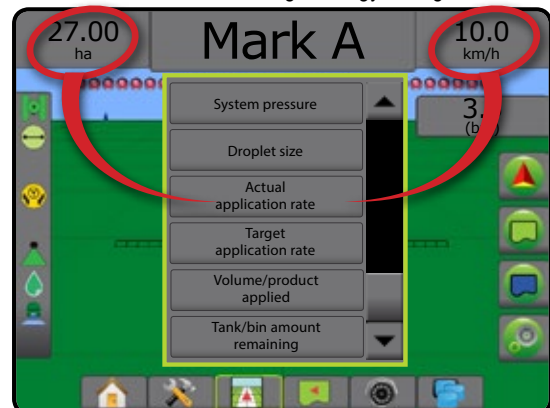 27.00
ha
Mark A
10.0
km/h
System pressure
Droplet size
Actual
application rate
Target
application rate
Volume/product
applied
Tank/bin amount
remaining
3.